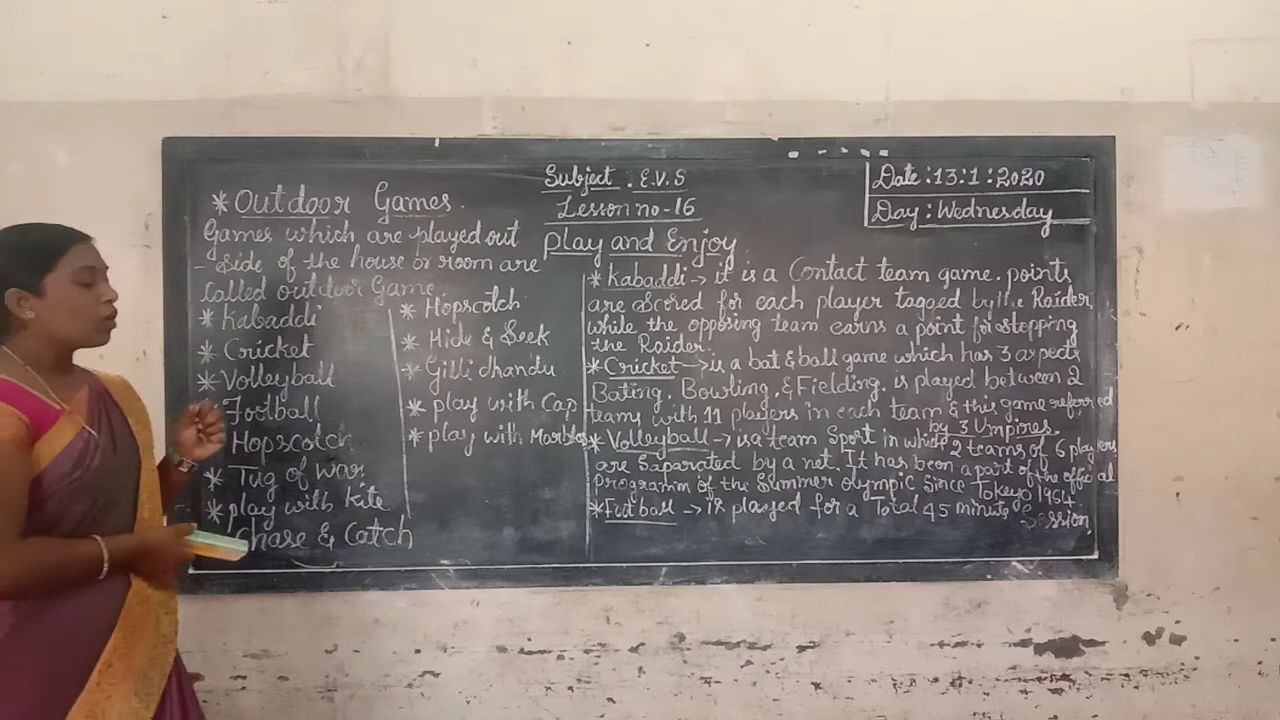 Subject : E.V.S
Lesson no-16
Play and Enjoy
Date : 13:1:2020
Day : Wednesday
* Outdoor Games.
Games which are played out
- Side of the house or room are
Called outdoor Game.
* Kabaddi
* Cricket
* Volleyball
Football
Hopscotch
* Tug of war.
* play with kite
Chase & Catch
* Hopscotch
* Hide & Seek
* Gilli dhandu
* play with Cap
* play with Marbles
* Kabaddi -> it is a Contact team game. points
are Scored for each player tagged by the Raider,
while the opposing team earns a point for stopping
the Raider.
* Cricket -> is a bat & ball game which has 3 aspects
Bating, Bowling, & Fielding. is played between 2
teams with 11 players in each team & this game referred
by 3 Umpires.
* Volleyball -> is a team Sport in which 2 teams of 6 players
are Saparated by a net. It has been a part of the official
Programm of the Summer olympic Since Tokeyo 1964
* Foot ball -> is played for a Total 45 minute
Session.